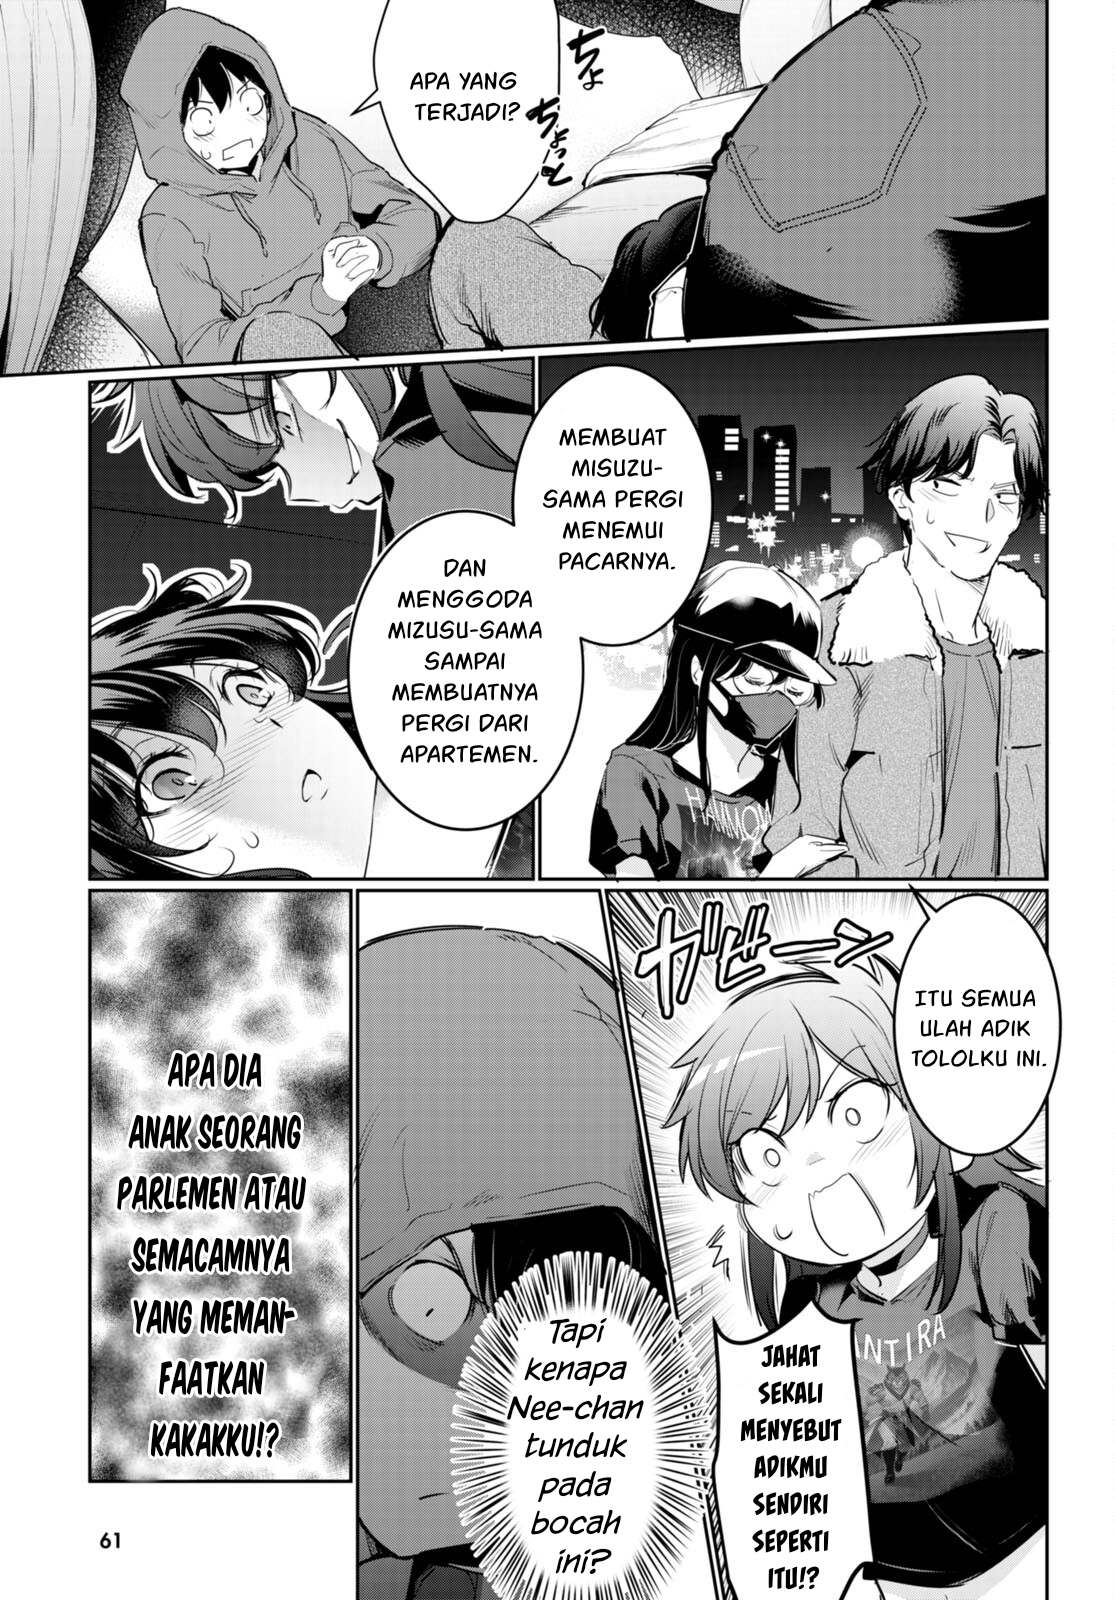 APA YANG
TERJADI?
ちょ
ちょっと
MEMBUAT
MISUZU-
SAMA PERGI
MENEMUI
PACARNYA.
DAN
MENGGODA
MIZUSU-SAMA
SAMPAI
MEMBUATNYA
PERGI DARI
APARTEMEN.
HAMMOW
ITU SEMUA
ULAH ADIK
TOLOLKU INI.
ガビーン
ANTIRA
JAHAT
SEKALI
MENYEBUT
ADIKMU
SENDIRI
SEPERTI
ITU!?
Tapi
kenapa
Nee-chan
tunduk
pada
bocah
ini?
APA DIA
ANAK SEORANG
PARLEMEN ATAU
SEMACAMNYA
YANG MEMAN-
FAATKAN
KAKAKKU!?
61